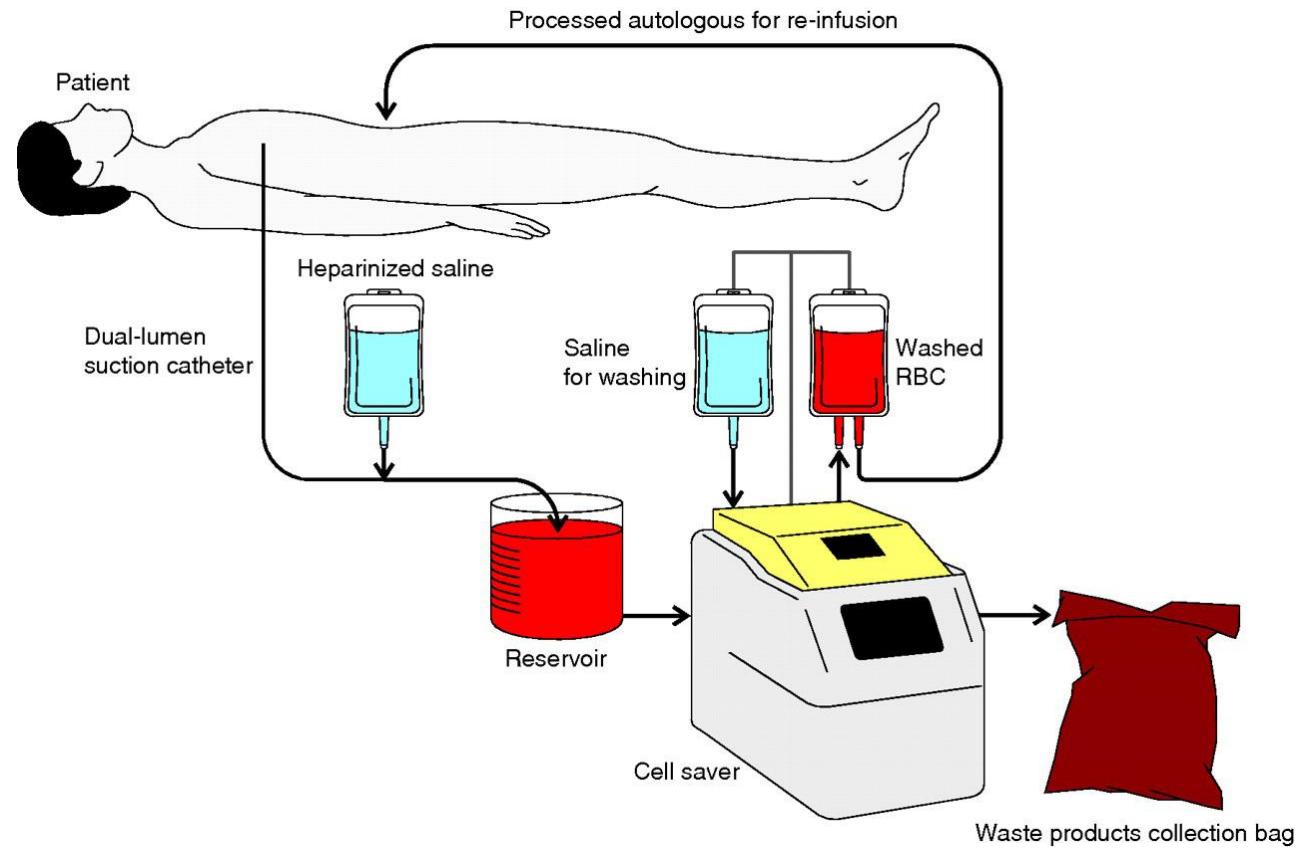 Processed autologous for re-infusion
Patient
Heparinized saline
Dual-lumen
suction catheter
Saline
for washing
Washed
RBC
Reservoir
Cell saver
Waste products collection bag